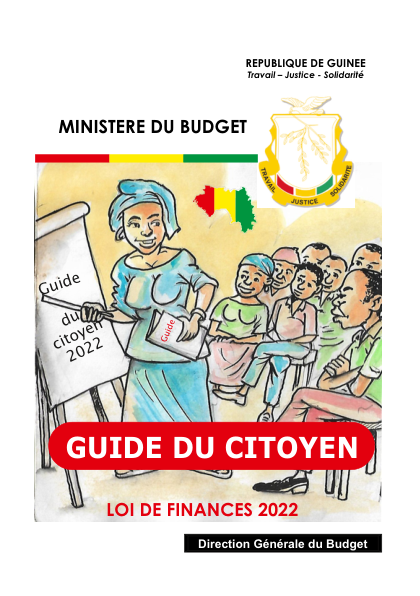 REPUBLIQUE DE GUINEE
Travail – Justice - Solidarité
MINISTERE DU BUDGET
TRAVAIL
JUSTICE
SOLIDARITÉ
Guide
du
citoyen
2022
Guide
GUIDE DU CITOYEN
LOI DE FINANCES 2022
Direction Générale du Budget